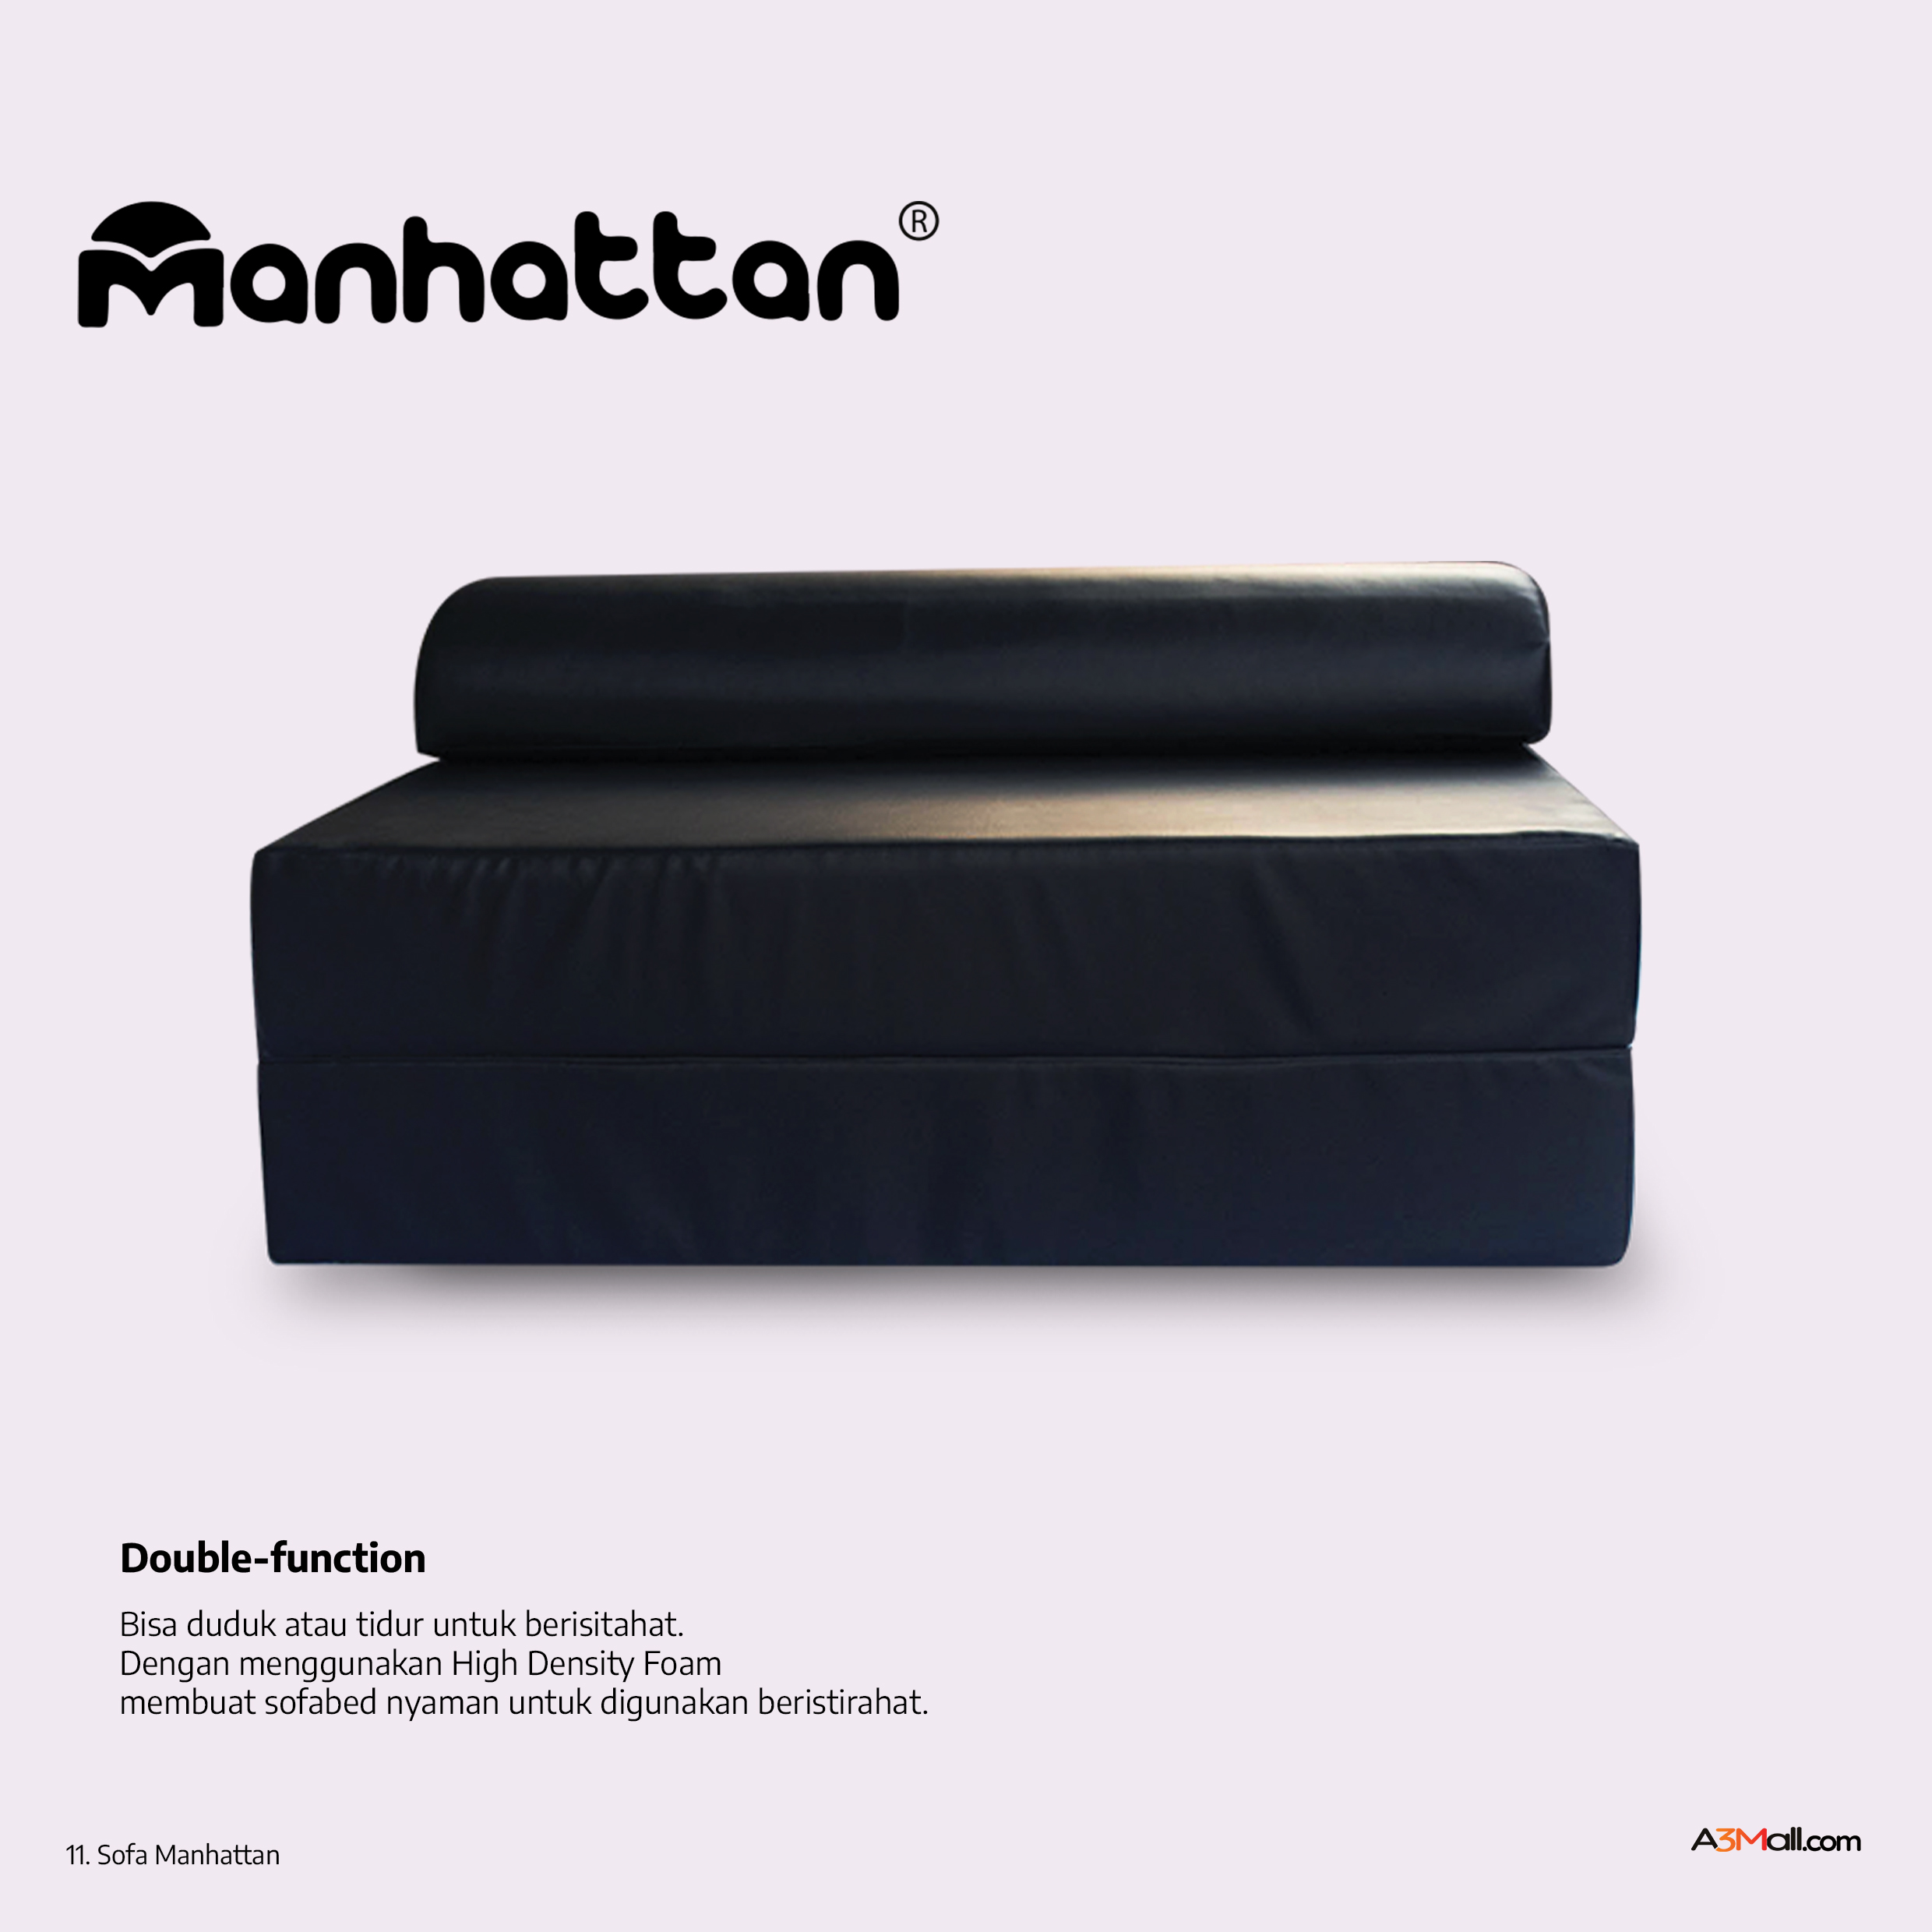 Manhattan®
Double-function
Bisa duduk atau tidur untuk berisitahat.
Dengan menggunakan High Density Foam
membuat sofabed nyaman untuk digunakan beristirahat.
11. Sofa Manhattan
A3Mall.com